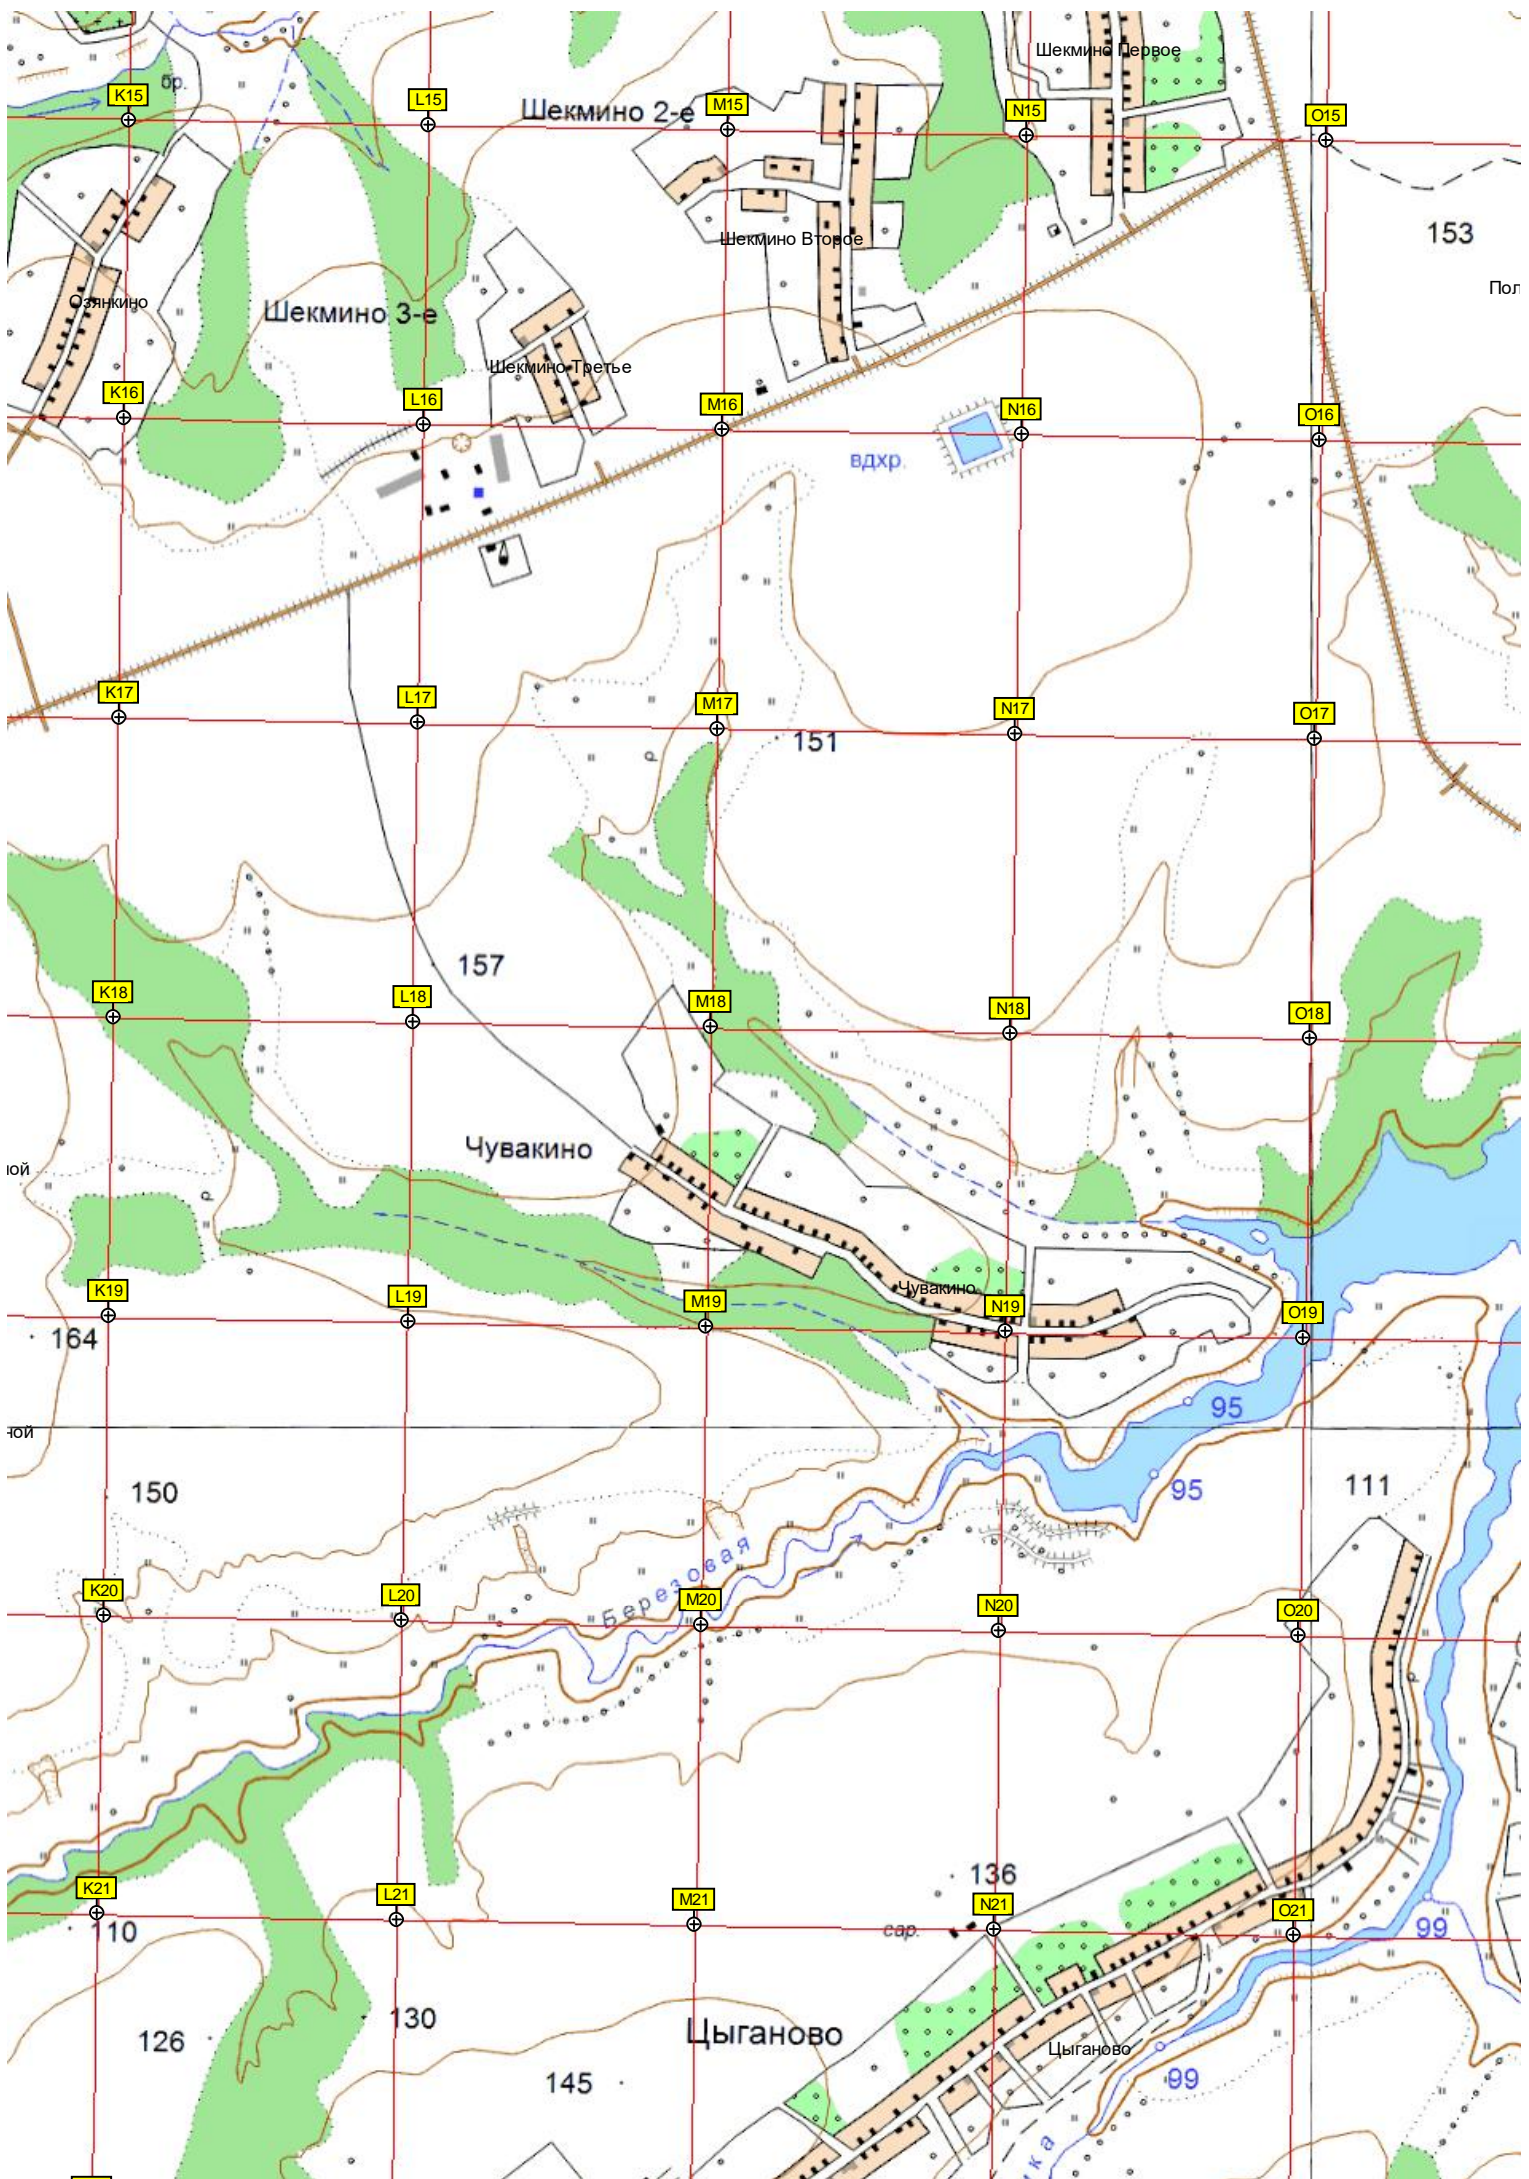 Шекмино Первое
бр.
K15
L15
Шекмино 2-е
M15
N15
O15
153
Шекмино Второе
Озянкино
Шекмино 3-е
Пол
Шекмино Третье
K16
L16
M16
N16
O16
вдхр.
K17
L17
M17
N17
O17
151
157
K18
L18
M18
N18
O18
Чувакино
ной
Чувакино
K19
L19
M19
N19
O19
164
95
ной
150
95
111
Березовая
K20
L20
M20
N20
O20
136
K21
L21
M21
N21
O21
110
сар.
99
130
126
Цыганово
Цыганово
145
99
ка